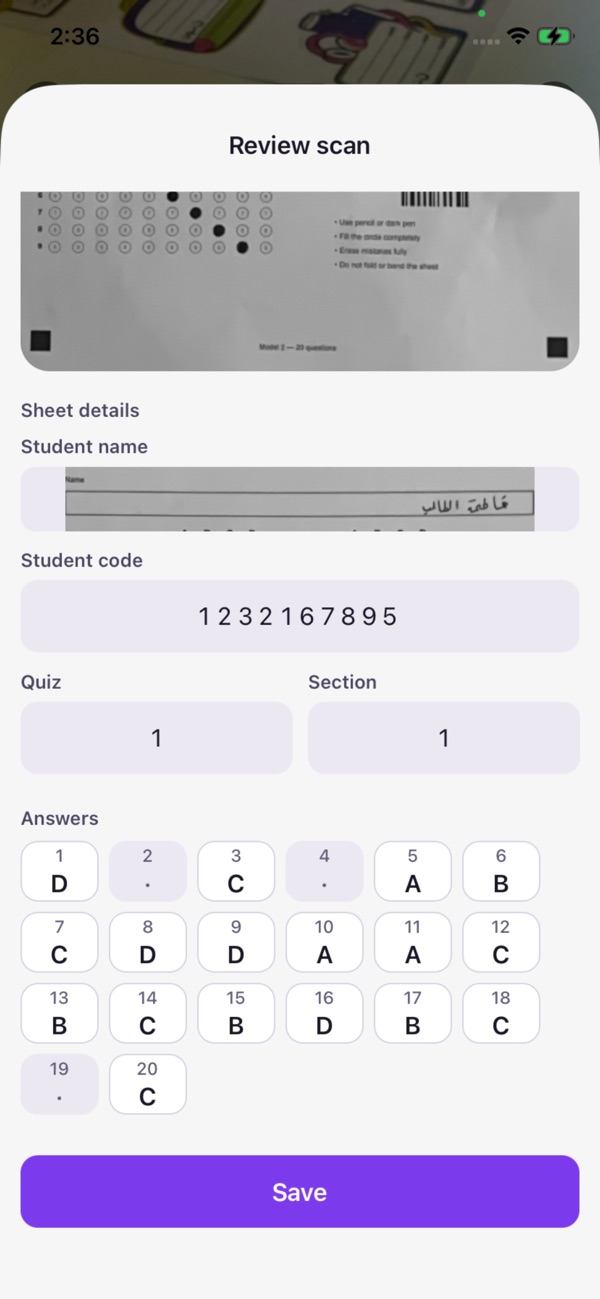 2:36
Review scan
7
8
9
• Use pencil or dark pen
• Fill the circle completely
• Erase mistakes fully
• Do not fold or bend the sheet
Model 2 — 20 questions
Sheet details
Student name
Name
الطالب
Student code
1 2 3 2 1 6 7 8 9 5
Quiz
Section
1
1
Answers
1 2 3 4 5 6
D . C . A B
7 8 9 10 11 12
C D D A A C
13 14 15 16 17 18
B C B D B C
19 20
. C
Save